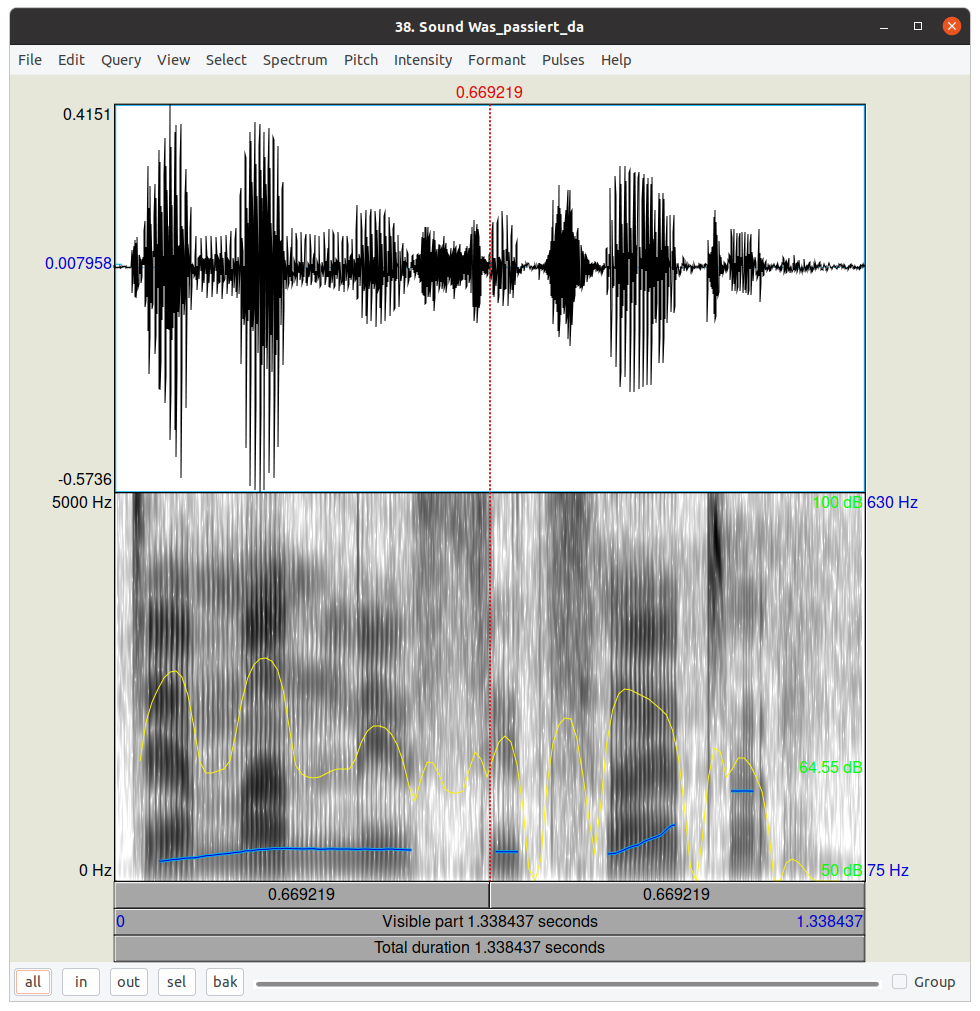 38. Sound Was_passiert_da
File Edit Query View Select Spectrum Pitch Intensity Formant Pulses Help
0.669219
0.4151
0.007958
-0.5736
5000 Hz 100 dB 630 Hz
64.55 dB
0 Hz 50 dB 75 Hz
0.669219 0.669219
0 Visible part 1.338437 seconds 1.338437
Total duration 1.338437 seconds
all in out sel bak Group